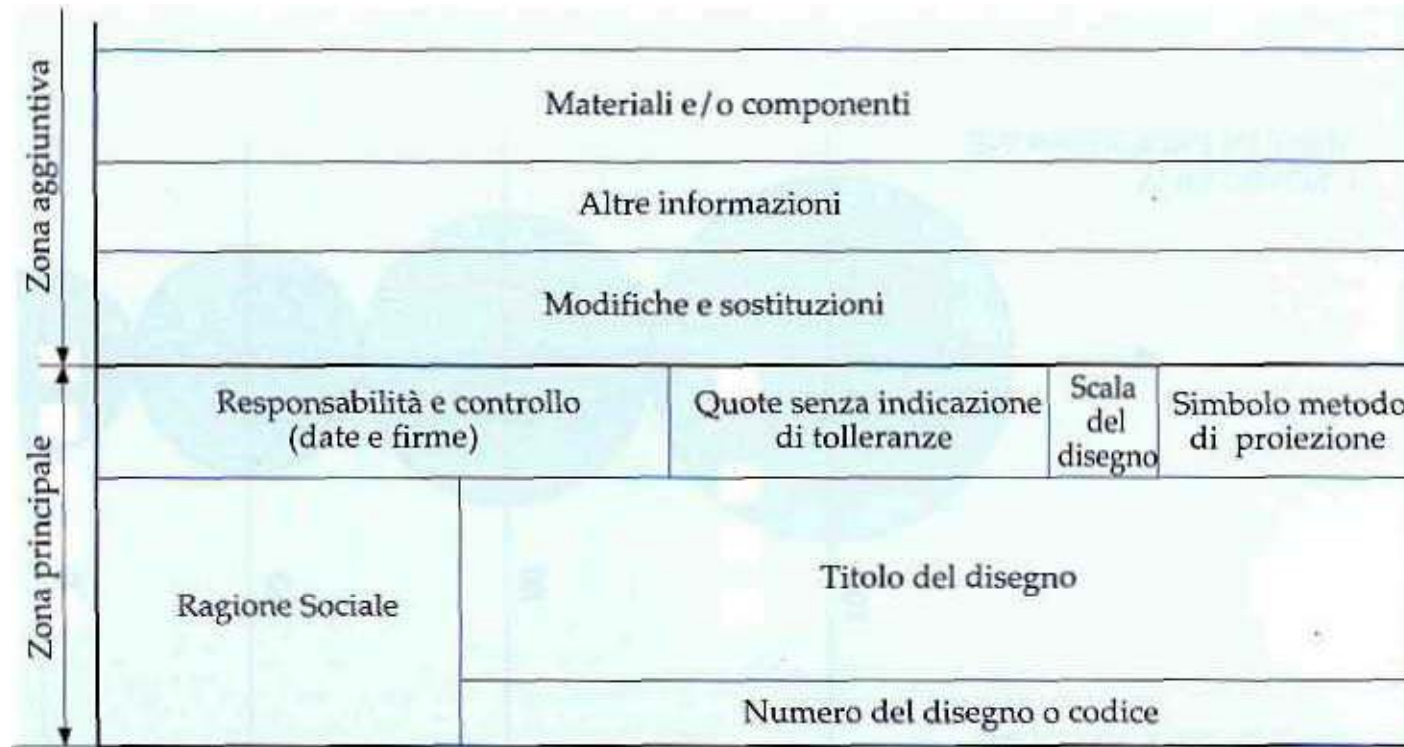 Zona aggiuntiva
Materiali e/o componenti
Altre informazioni
Modifiche e sostituzioni
Zona principale
Responsabilità e controllo
(date e firme)
Quote senza indicazione
di tolleranze
Scala
del
disegno
Simbolo metodo
di proiezione
Ragione Sociale
Titolo del disegno
Numero del disegno o codice